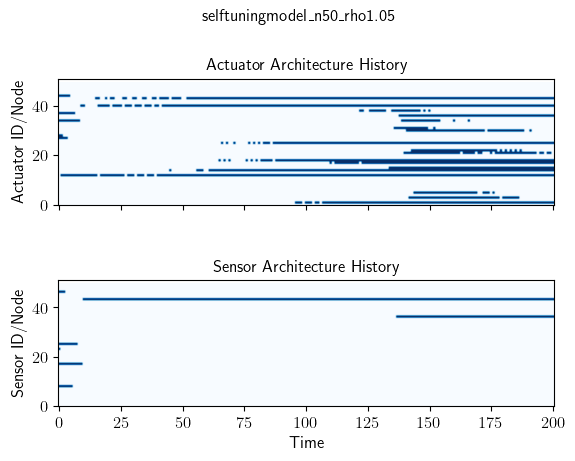 selftuningmodel_n50_rho1.05
Actuator Architecture History
Actuator ID/Node
40
20
0
Sensor Architecture History
Sensor ID/Node
40
20
0
0 25 50 75 100 125 150 175 200
Time